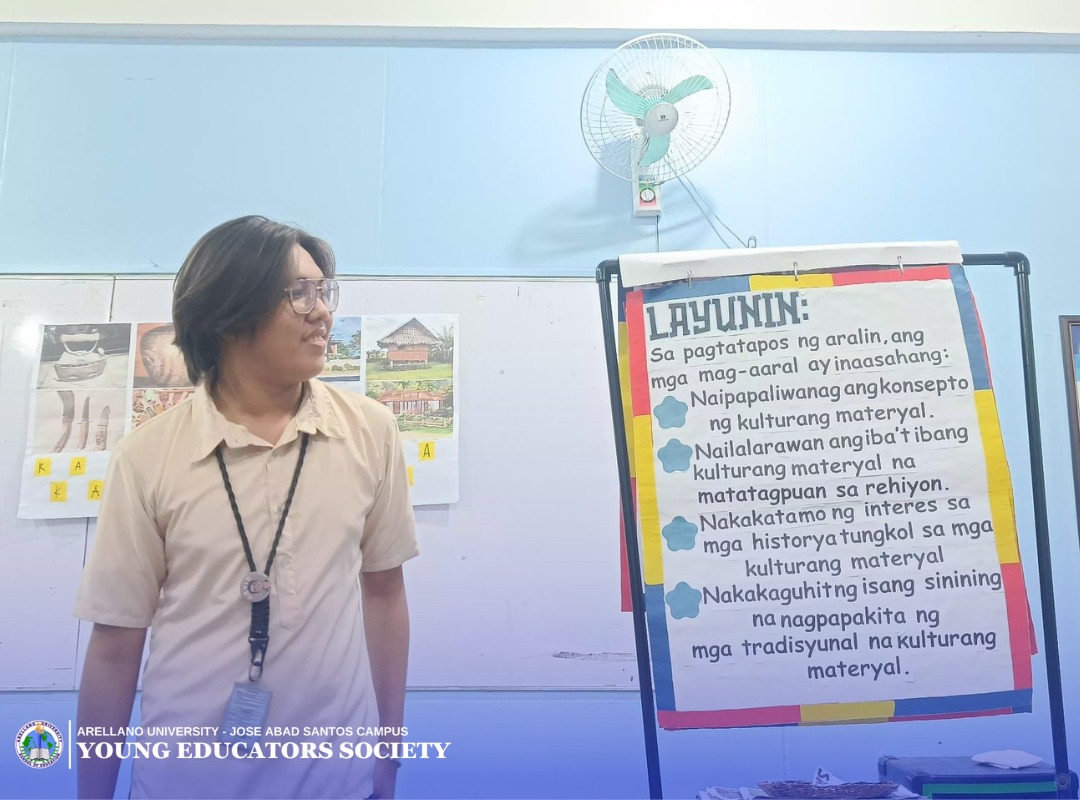 LAYUNIN:
Sa pagtatapos ng aralin, ang
mga mag-aaral ay inaasahang:
Naipapaliwanag ang konsepto
ng kulturang materyal.
Nailalarawan ang iba't ibang
kulturang materyal na
matatagpuan sa rehiyon.
Nakakatamo ng interes sa
mga historya tungkol sa mga
kulturang materyal
Nakakaguhit ng isang sinining
na nagpapakita ng
mga tradisyunal na kulturang
materyal.
K A
K A
A
ARELLANO UNIVERSITY - JOSE ABAD SANTOS CAMPUS
YOUNG EDUCATORS SOCIETY